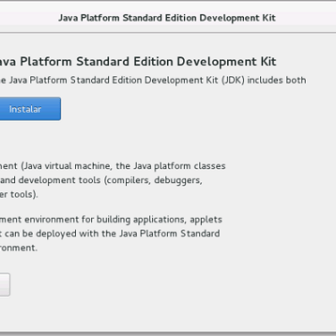 Java Platform Standard Edition Development Kit
ava Platform Standard Edition Development Kit
e Java Platform Standard Edition Development Kit (JDK) includes both
Instalar
ment (Java virtual machine, the Java platform classes
and development tools (compilers, debuggers,
er tools).
ment environment for building applications, applets
t can be deployed with the Java Platform Standard
ronment.